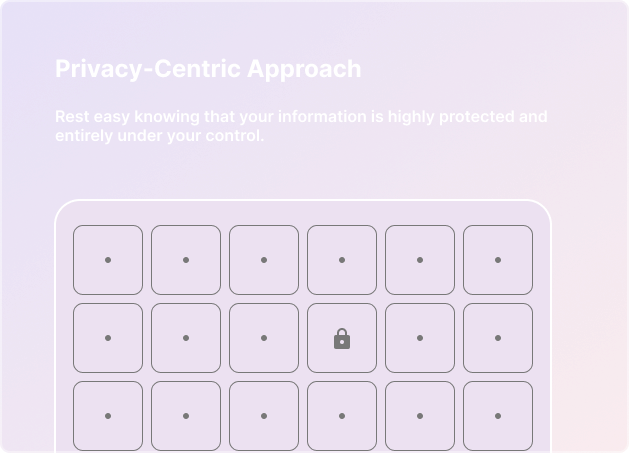 Privacy-Centric Approach
Rest easy knowing that your information is highly protected and
entirely under your control.